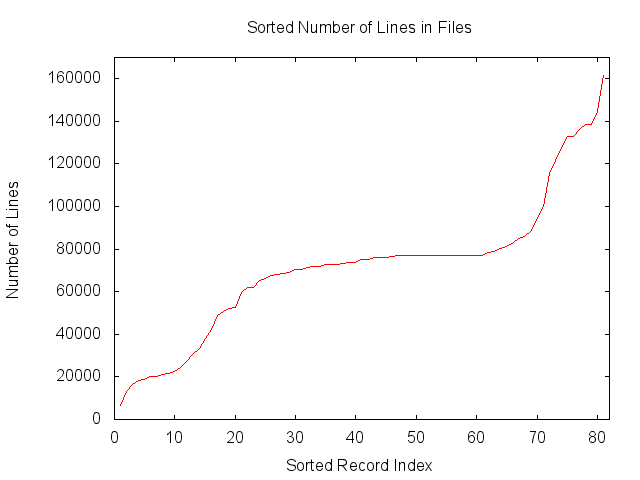 Sorted Number of Lines in Files
160000
140000
120000
100000
80000
60000
40000
20000
0
Number of Lines
0 10 20 30 40 50 60 70 80
Sorted Record Index